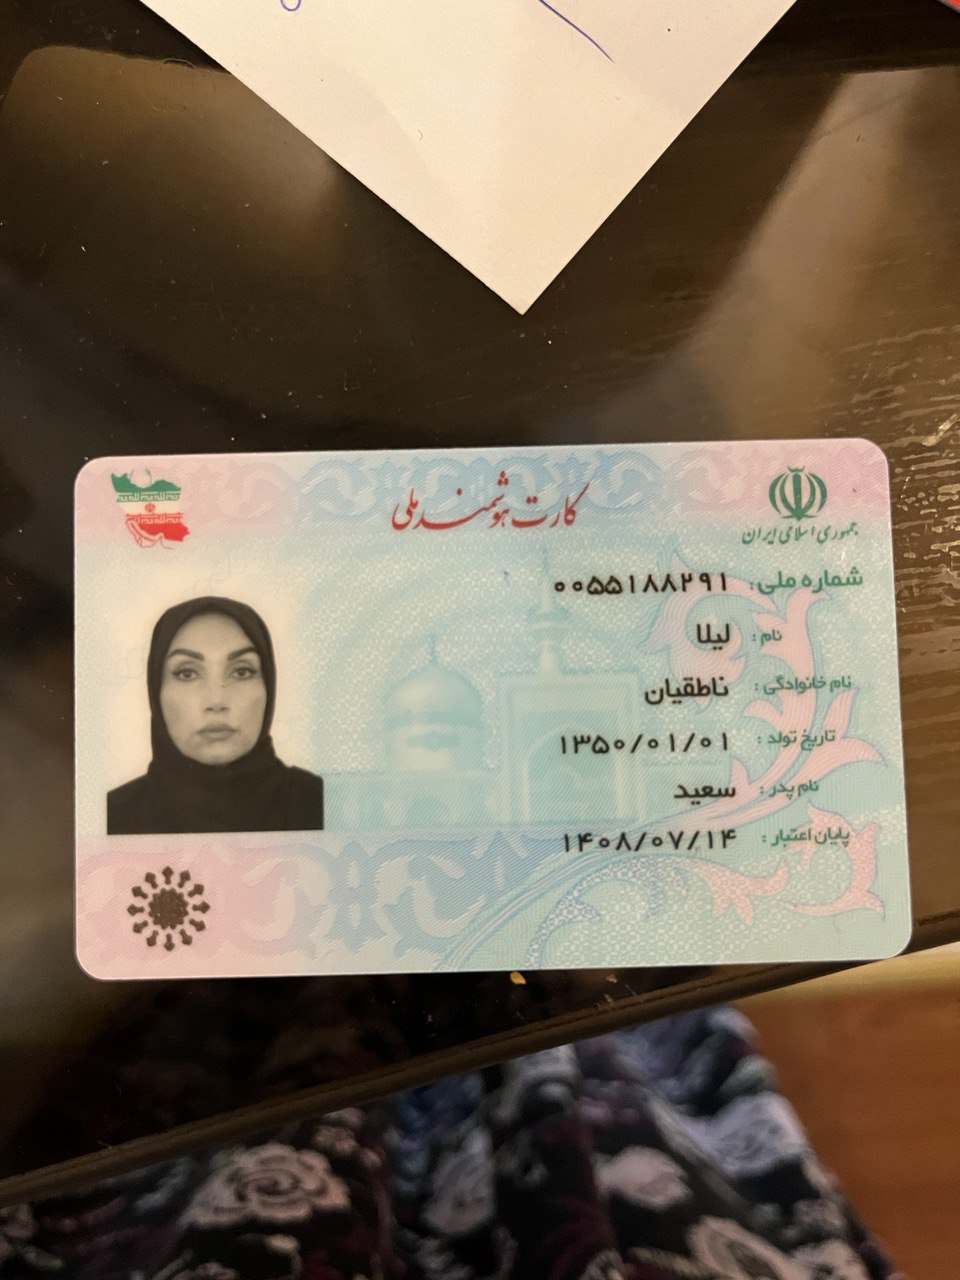 کارت هوشمند ملی
جمهوری اسلامی ایران
شماره ملی: ۰۰۵۵۱۸۸۲۹۱
نام: لیلا
نام خانوادگی: ناطقیان
تاریخ تولد: ۱۳۵۰/۰۱/۰۱
نام پدر: سعید
پایان اعتبار: ۱۴۰۸/۰۷/۱۴